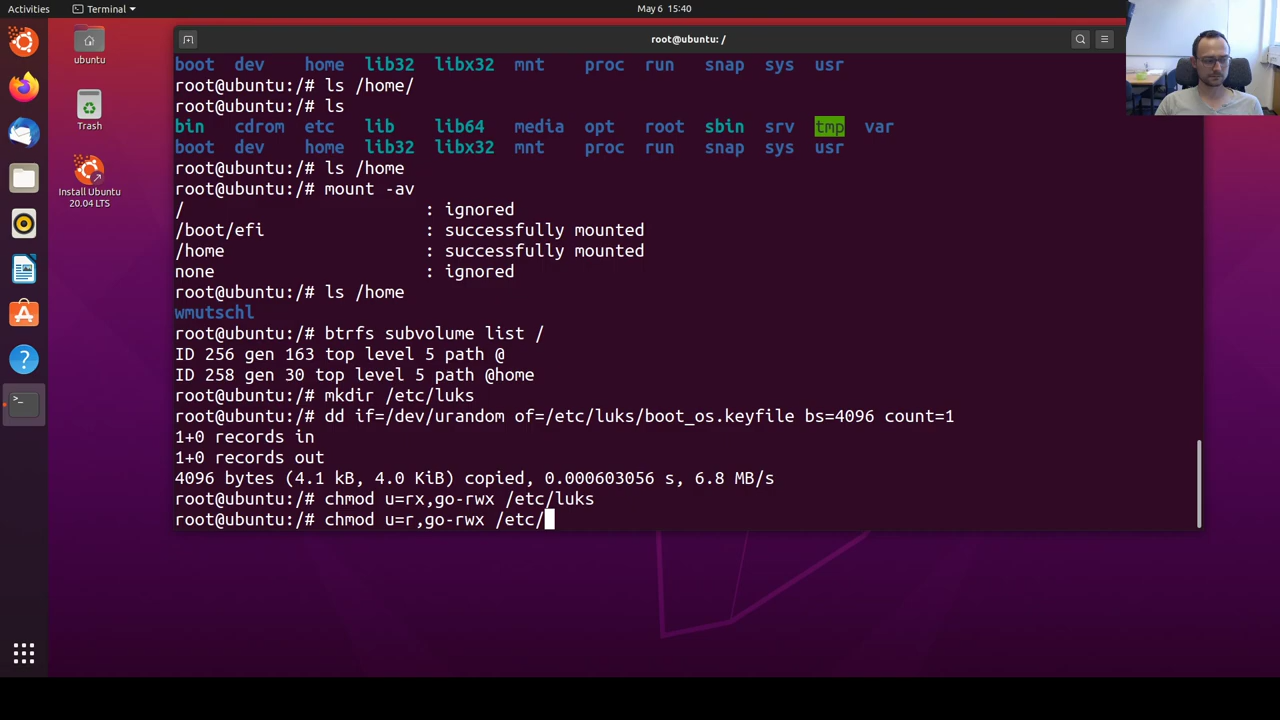 Activities
Terminal
May 6 15:40
ubuntu
Trash
Install Ubuntu
20.04 LTS
root@ubuntu: /
boot dev home lib32 libx32 mnt proc run snap sys usr
root@ubuntu:/# ls /home/
root@ubuntu:/# ls
bin cdrom etc lib lib64 media opt root sbin srv tmp var
boot dev home lib32 libx32 mnt proc run snap sys usr
root@ubuntu:/# ls /home
root@ubuntu:/# mount -av
/ : ignored
/boot/efi : successfully mounted
/home : successfully mounted
none : ignored
root@ubuntu:/# ls /home
wmutschl
root@ubuntu:/# btrfs subvolume list /
ID 256 gen 163 top level 5 path @
ID 258 gen 30 top level 5 path @home
root@ubuntu:/# mkdir /etc/luks
root@ubuntu:/# dd if=/dev/urandom of=/etc/luks/boot_os.keyfile bs=4096 count=1
1+0 records in
1+0 records out
4096 bytes (4.1 kB, 4.0 KiB) copied, 0.000603056 s, 6.8 MB/s
root@ubuntu:/# chmod u=rx,go-rwx /etc/luks
root@ubuntu:/# chmod u=r,go-rwx /etc/